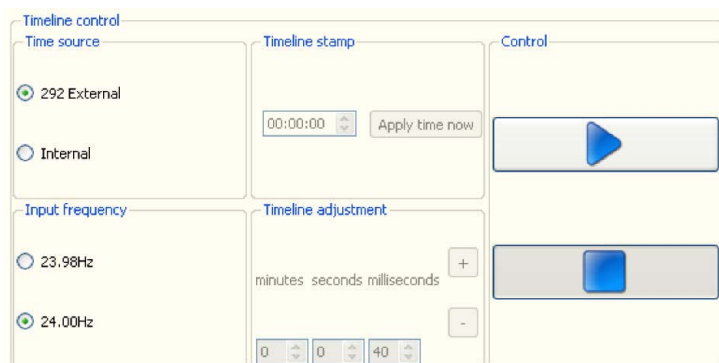 Timeline control
Time source
292 External
Internal
Timeline stamp
00:00:00
Apply time now
Control
Input frequency
23.98Hz
24.00Hz
Timeline adjustment
+
minutes seconds milliseconds
-
0 0 40